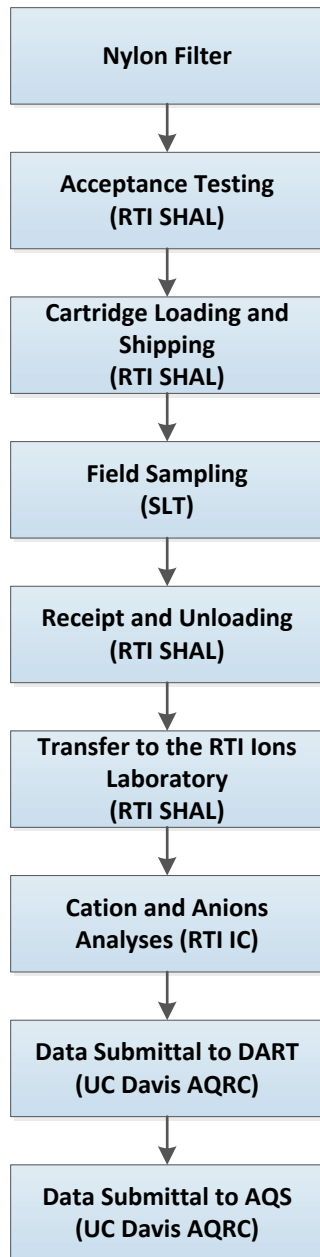 Nylon Filter
Acceptance Testing
(RTI SHAL)
Cartridge Loading and
Shipping
(RTI SHAL)
Field Sampling
(SLT)
Receipt and Unloading
(RTI SHAL)
Transfer to the RTI Ions
Laboratory
(RTI SHAL)
Cation and Anions
Analyses (RTI IC)
Data Submittal to DART
(UC Davis AQRC)
Data Submittal to AQS
(UC Davis AQRC)